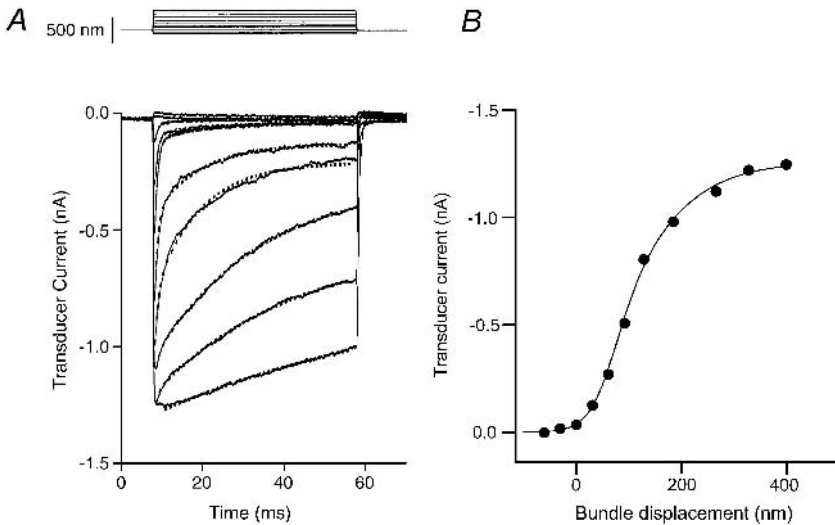 A
500 nm
0.0
-0.5
-1.0
-1.5
Transducer Current (nA)
0
20
40
60
Time (ms)
B
-1.5
-1.0
-0.5
0.0
Transducer current (nA)
0
200
400
Bundle displacement (nm)